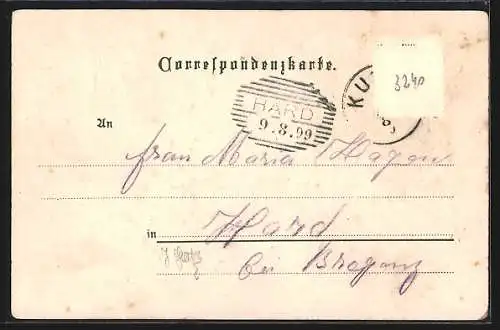 Correspondenzkarte.
3240
KU
HARD
9.8.99
An
frau Maria Hagen
in Hard
bei Bregenz